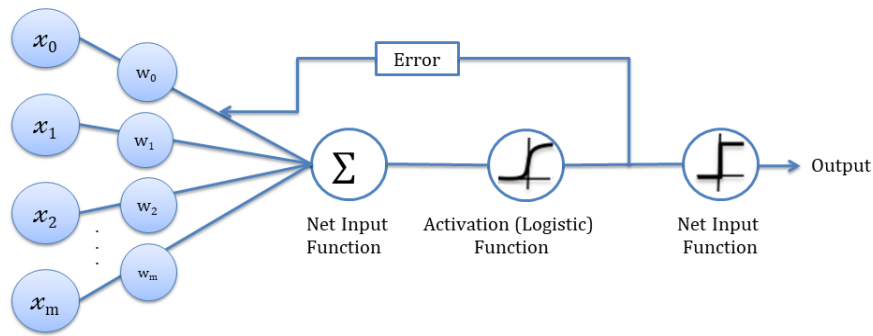 x₀
w₀
Error
x₁
w₁
Σ
Output
x₂
w₂
Net Input
Function
Activation (Logistic)
Function
Net Input
Function
wₘ
xₘ